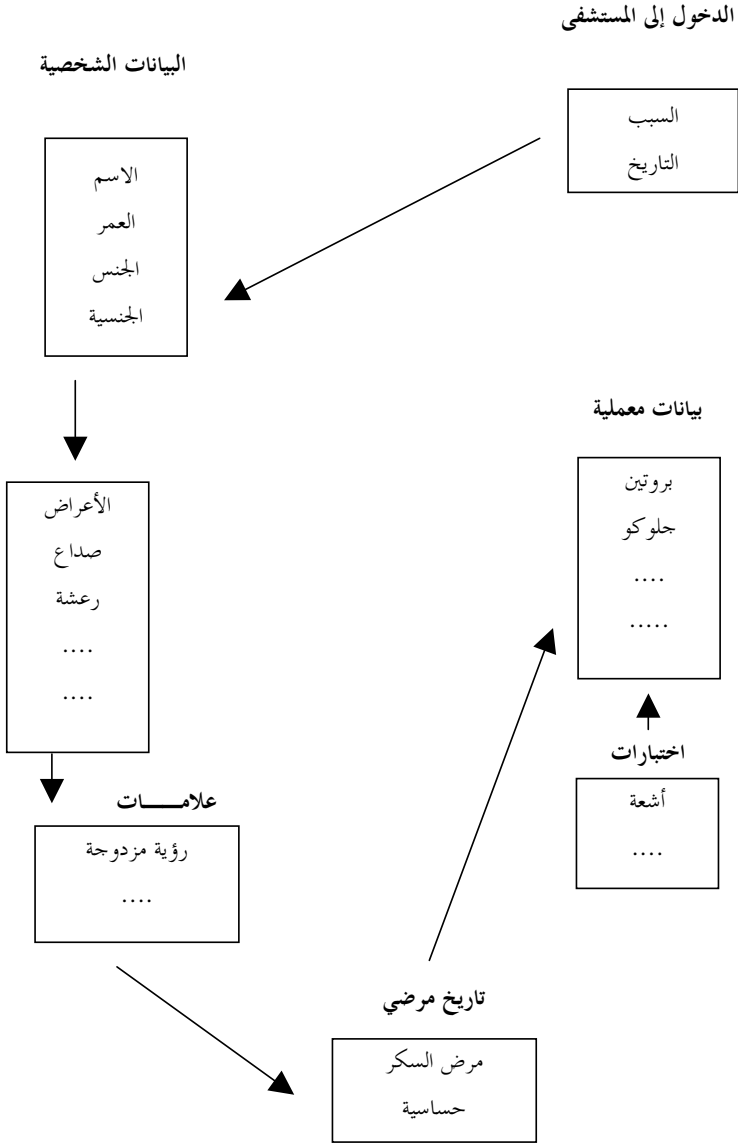 الدخول إلى المستشفى
السبب
التاريخ
البيانات الشخصية
الاسم
العمر
الجنس
الجنسية
الأعراض
صداع
رعشة
....
....
علامـــــات
رؤية مزدوجة
....
تاريخ مرضي
مرض السكر
حساسية
بيانات معملية
بروتين
جلوكو
....
.....
اختبارات
أشعة
....